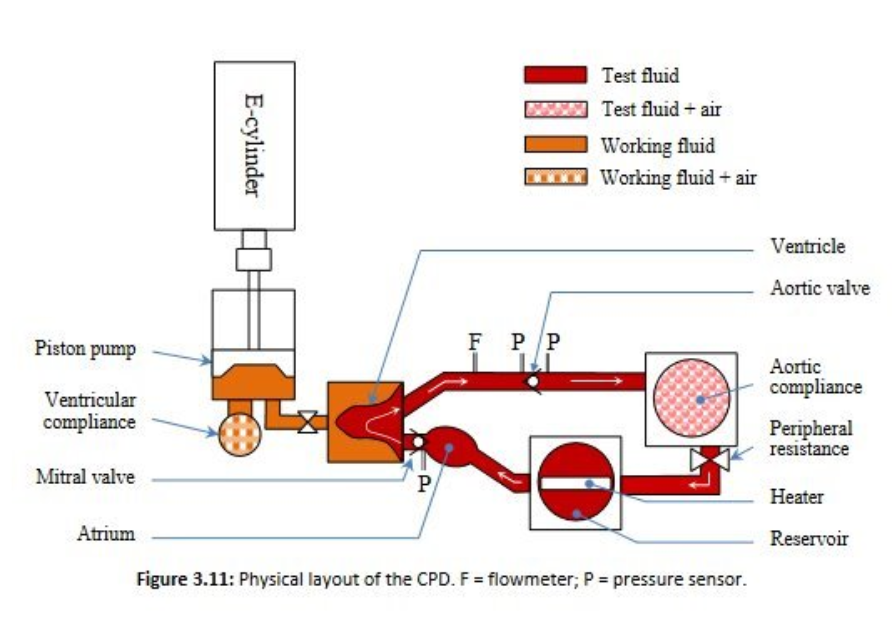 E-cylinder
Test fluid
Test fluid + air
Working fluid
Working fluid + air
Ventricle
Aortic valve
F
P
P
Piston pump
Aortic
compliance
Ventricular
compliance
Peripheral
resistance
Mitral valve
P
Heater
Atrium
Reservoir
Figure 3.11: Physical layout of the CPD. F = flowmeter; P = pressure sensor.